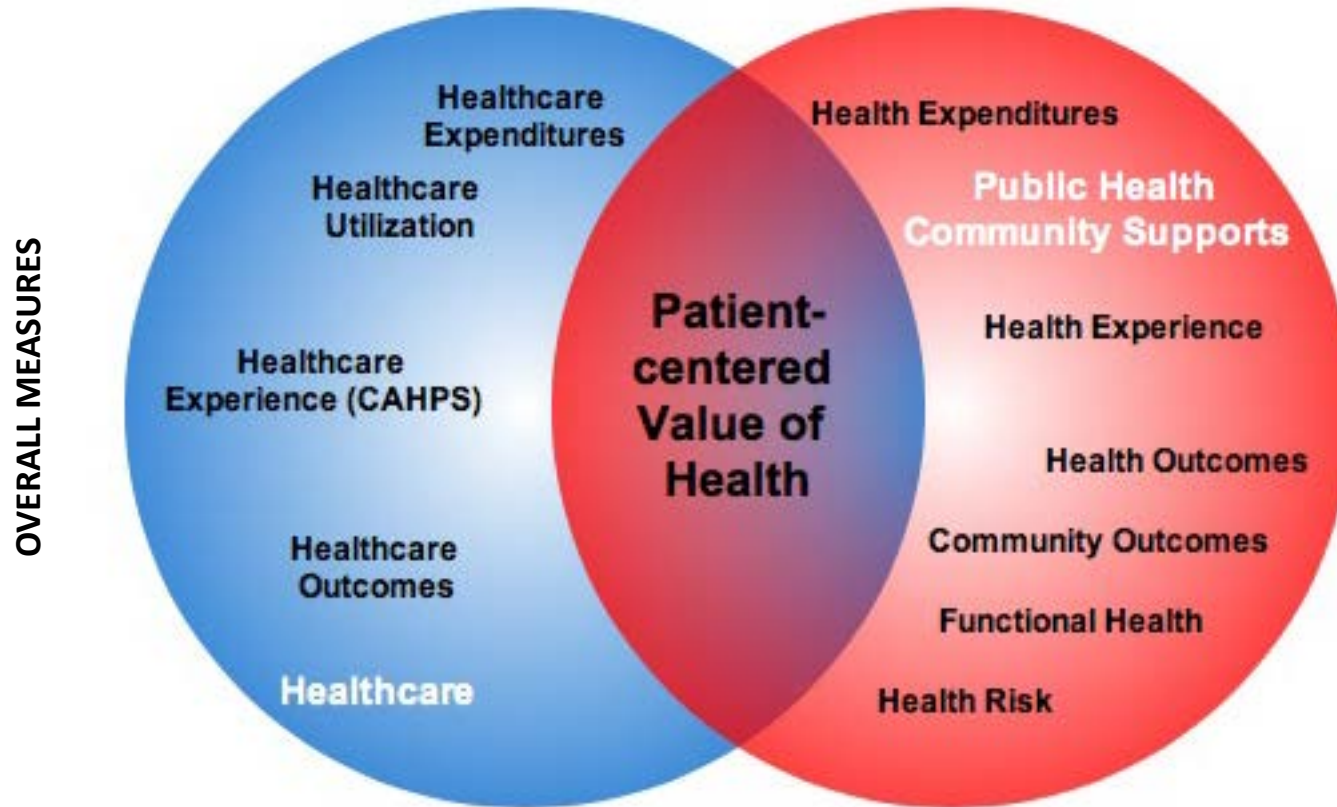 OVERALL MEASURES
Healthcare
Expenditures
Healthcare
Utilization
Healthcare
Experience (CAHPS)
Healthcare
Outcomes
Healthcare
Patient-
centered
Value of
Health
Health Expenditures
Public Health
Community Supports
Health Experience
Health Outcomes
Community Outcomes
Functional Health
Health Risk